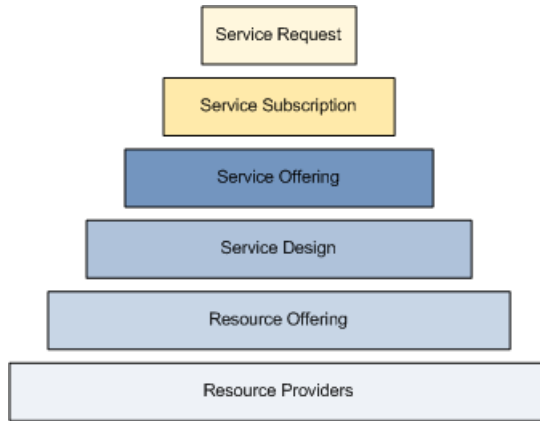 Service Request
Service Subscription
Service Offering
Service Design
Resource Offering
Resource Providers